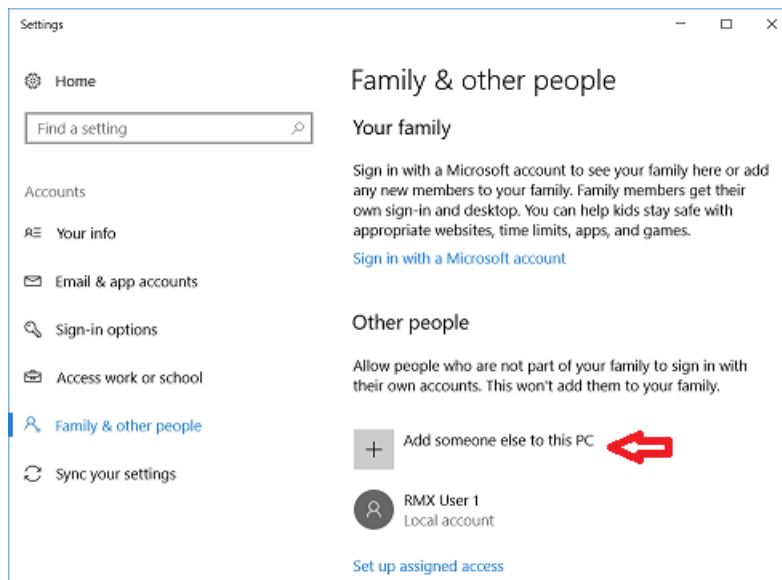 Settings
Home
Find a setting
Accounts
Your info
Email & app accounts
Sign-in options
Access work or school
Family & other people
Sync your settings
Family & other people
Your family
Sign in with a Microsoft account to see your family here or add
any new members to your family. Family members get their
own sign-in and desktop. You can help kids stay safe with
appropriate websites, time limits, apps, and games.
Sign in with a Microsoft account
Other people
Allow people who are not part of your family to sign in with
their own accounts. This won't add them to your family.
Add someone else to this PC
RMX User 1
Local account
Set up assigned access